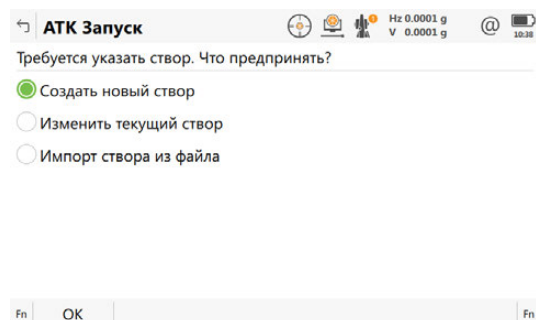 АТК Запуск
Hz 0.0001 g
V 0.0001 g
@
10:38
Требуется указать створ. Что предпринять?
Создать новый створ
Изменить текущий створ
Импорт створа из файла
Fn OK Fn